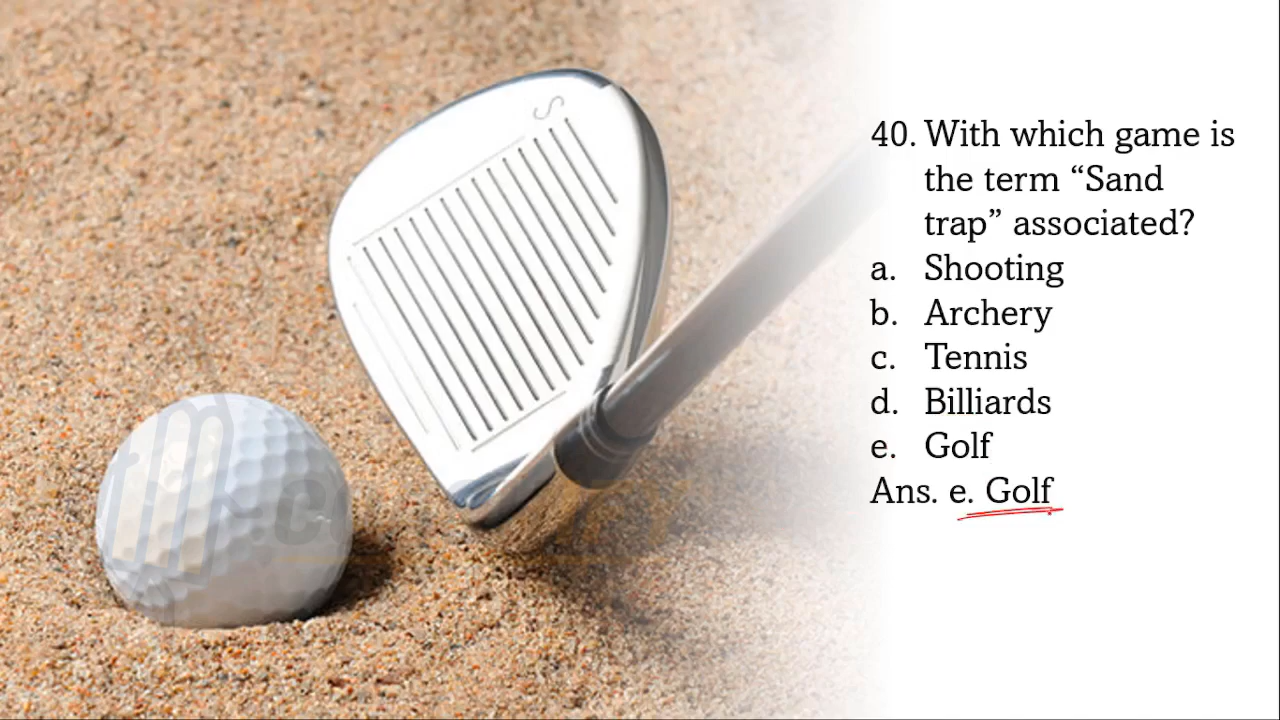 S
40. With which game is
the term “Sand
trap” associated?
a. Shooting
b. Archery
c. Tennis
d. Billiards
e. Golf
Ans. e. Golf